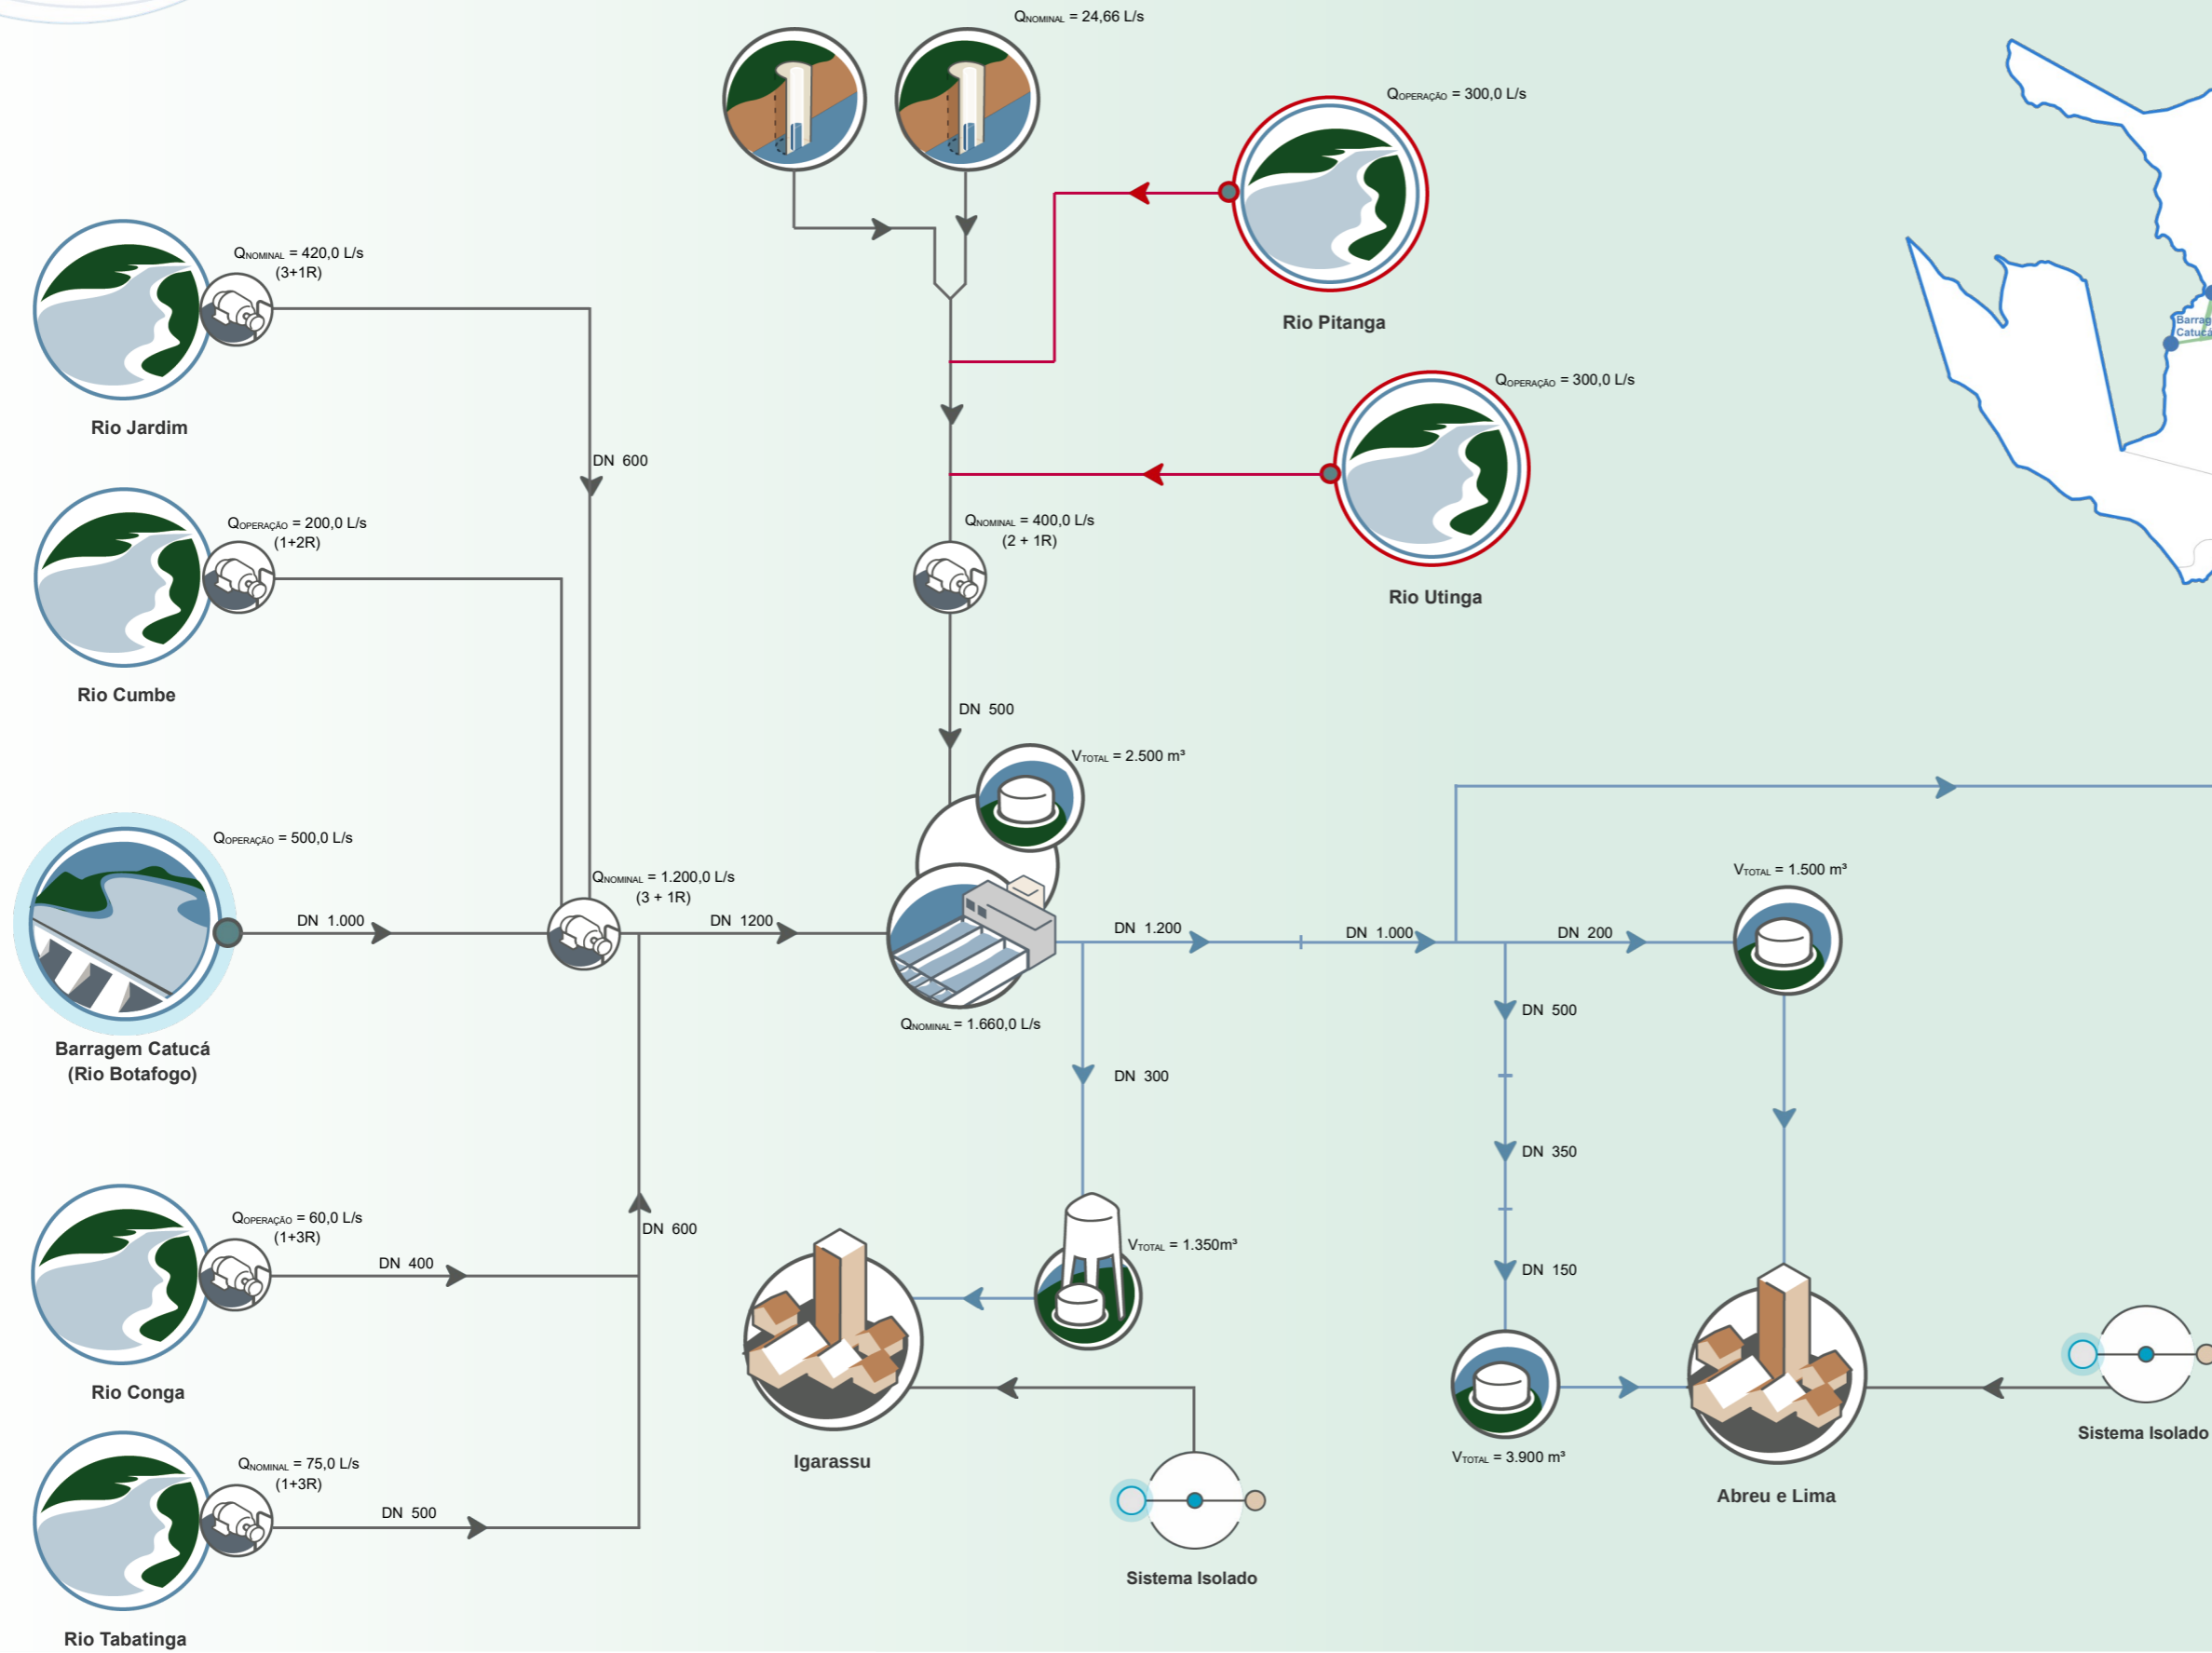 QNOMINAL = 24,66 L/s
QOPERAÇÃO = 300,0 L/s
Rio Pitanga
QNOMINAL = 420,0 L/s
(3+1R)
Rio Jardim
DN 600
QOPERAÇÃO = 300,0 L/s
Rio Utinga
QOPERAÇÃO = 200,0 L/s
(1+2R)
Rio Cumbe
QNOMINAL = 400,0 L/s
(2 + 1R)
DN 500
VTOTAL = 2.500 m³
QOPERAÇÃO = 500,0 L/s
DN 1.000
Barragem Catucá
(Rio Botafogo)
QNOMINAL = 1.200,0 L/s
(3 + 1R)
DN 1200
QNOMINAL = 1.660,0 L/s
DN 1.200
DN 1.000
DN 200
VTOTAL = 1.500 m³
DN 300
DN 500
DN 350
DN 150
QOPERAÇÃO = 60,0 L/s
(1+3R)
DN 400
DN 600
Rio Conga
VTOTAL = 1.350m³
Igarassu
QNOMINAL = 75,0 L/s
(1+3R)
DN 500
Rio Tabatinga
Sistema Isolado
VTOTAL = 3.900 m³
Abreu e Lima
Sistema Isolado
Barrag
Catucá